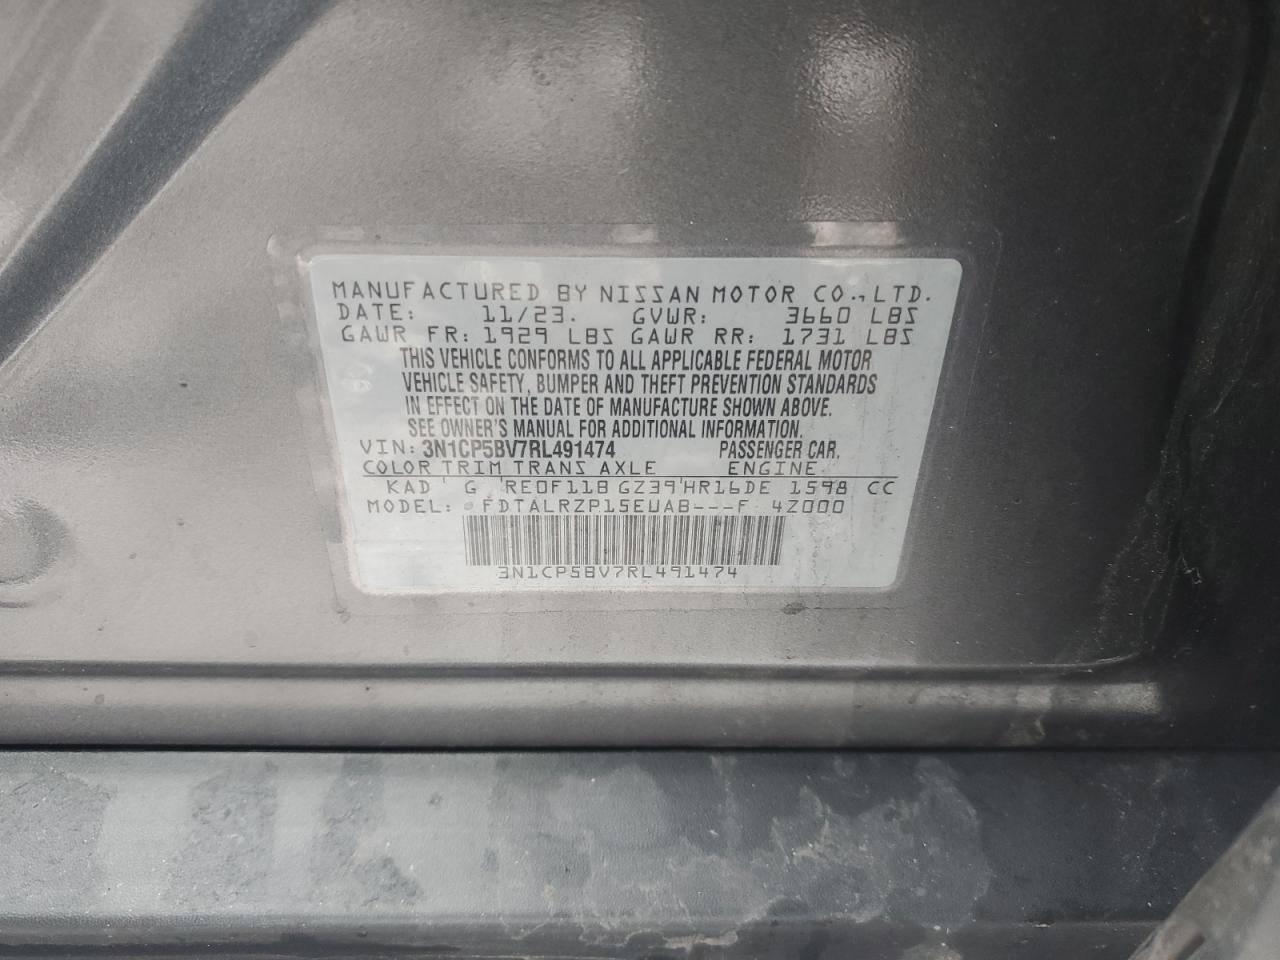 MANUFACTURED BY NISSAN MOTOR CO.,LTD.
DATE: 11/23. GVWR: 3660 LBS
GAWR FR: 1929 LBS GAWR RR: 1731 LBS
THIS VEHICLE CONFORMS TO ALL APPLICABLE FEDERAL MOTOR
VEHICLE SAFETY, BUMPER AND THEFT PREVENTION STANDARDS
IN EFFECT ON THE DATE OF MANUFACTURE SHOWN ABOVE.
SEE OWNER'S MANUAL FOR ADDITIONAL INFORMATION.
VIN: 3N1CP5BV7RL491474 PASSENGER CAR.
COLOR TRIM TRANS AXLE ENGINE
KAD G RE0F11B GZ39 HR16DE 1598 CC
MODEL: FDTALRZP15EUAB---F 4Z000
3N1CP5BV7RL491474